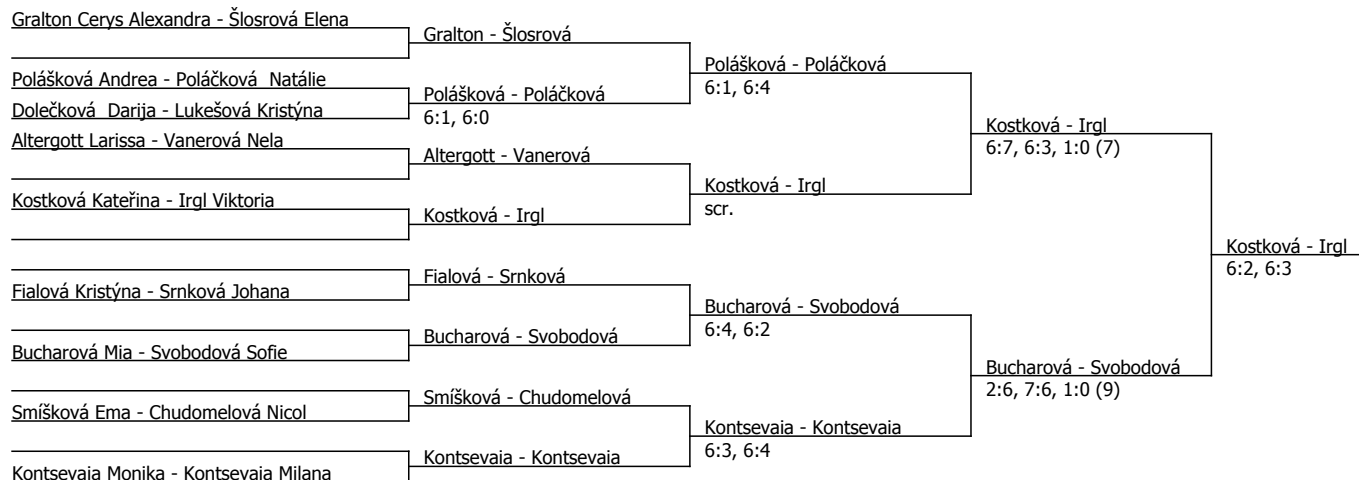 Gralton Cerys Alexandra - Šlosrová Elena
Polášková Andrea - Poláčková  Natálie
Dolečková  Darija - Lukešová Kristýna
Altergott Larissa - Vanerová Nela
Kostková Kateřina - Irgl Viktoria
Fialová Kristýna - Srnková Johana
Bucharová Mia - Svobodová Sofie
Smíšková Ema - Chudomelová Nicol
Kontsevaia Monika - Kontsevaia Milana
Gralton - Šlosrová
Polášková - Poláčková
6:1, 6:0
Altergott - Vanerová
Kostková - Irgl
Fialová - Srnková
Bucharová - Svobodová
Smíšková - Chudomelová
Kontsevaia - Kontsevaia
Polášková - Poláčková
6:1, 6:4
Kostková - Irgl
scr.
Bucharová - Svobodová
6:4, 6:2
Kontsevaia - Kontsevaia
6:3, 6:4
Kostková - Irgl
6:7, 6:3, 1:0 (7)
Bucharová - Svobodová
2:6, 7:6, 1:0 (9)
Kostková - Irgl
6:2, 6:3